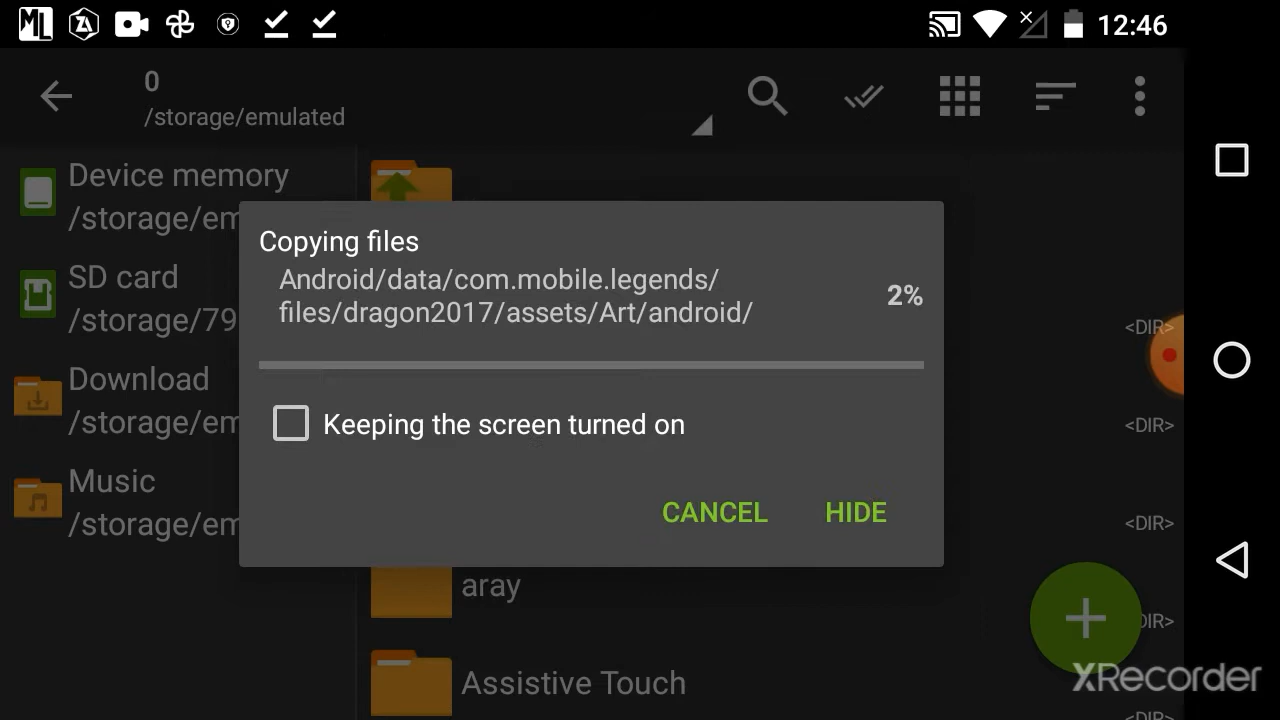 ML
12:46
0
/storage/emulated
Device memory
/storage/em
SD card
/storage/79
Download
/storage/em
Music
/storage/em
Copying files
Android/data/com.mobile.legends/
files/dragon2017/assets/Art/android/
2%
Keeping the screen turned on
CANCEL
HIDE
<DIR>
<DIR>
<DIR>
aray
DIR>
Assistive Touch
<DIR>
XRecorder